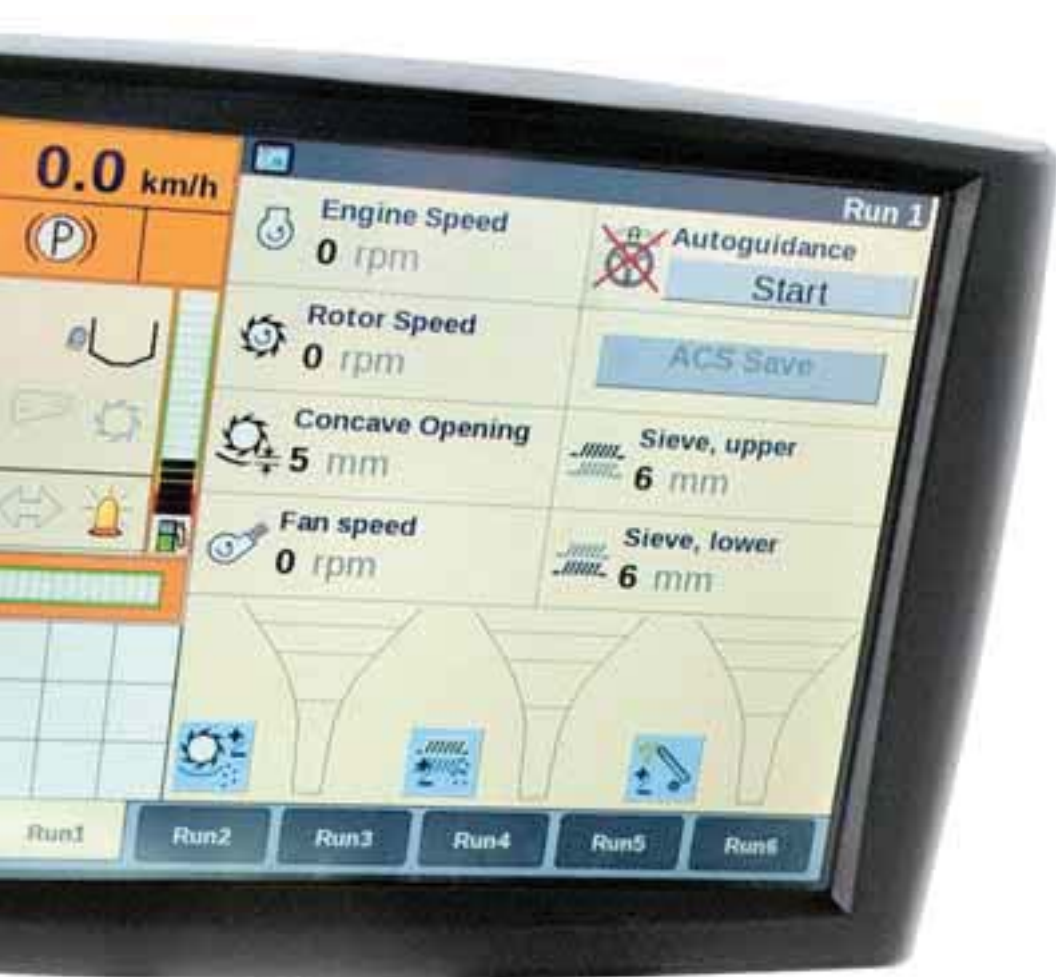 0.0 km/h
(P)
Run 1
Engine Speed
0 rpm
Autoguidance
Start
Rotor Speed
0 rpm
ACS Save
Concave Opening
5 mm
Sieve, upper
6 mm
Fan speed
0 rpm
Sieve, lower
6 mm
Run1
Run2
Run3
Run4
Run5
Run6